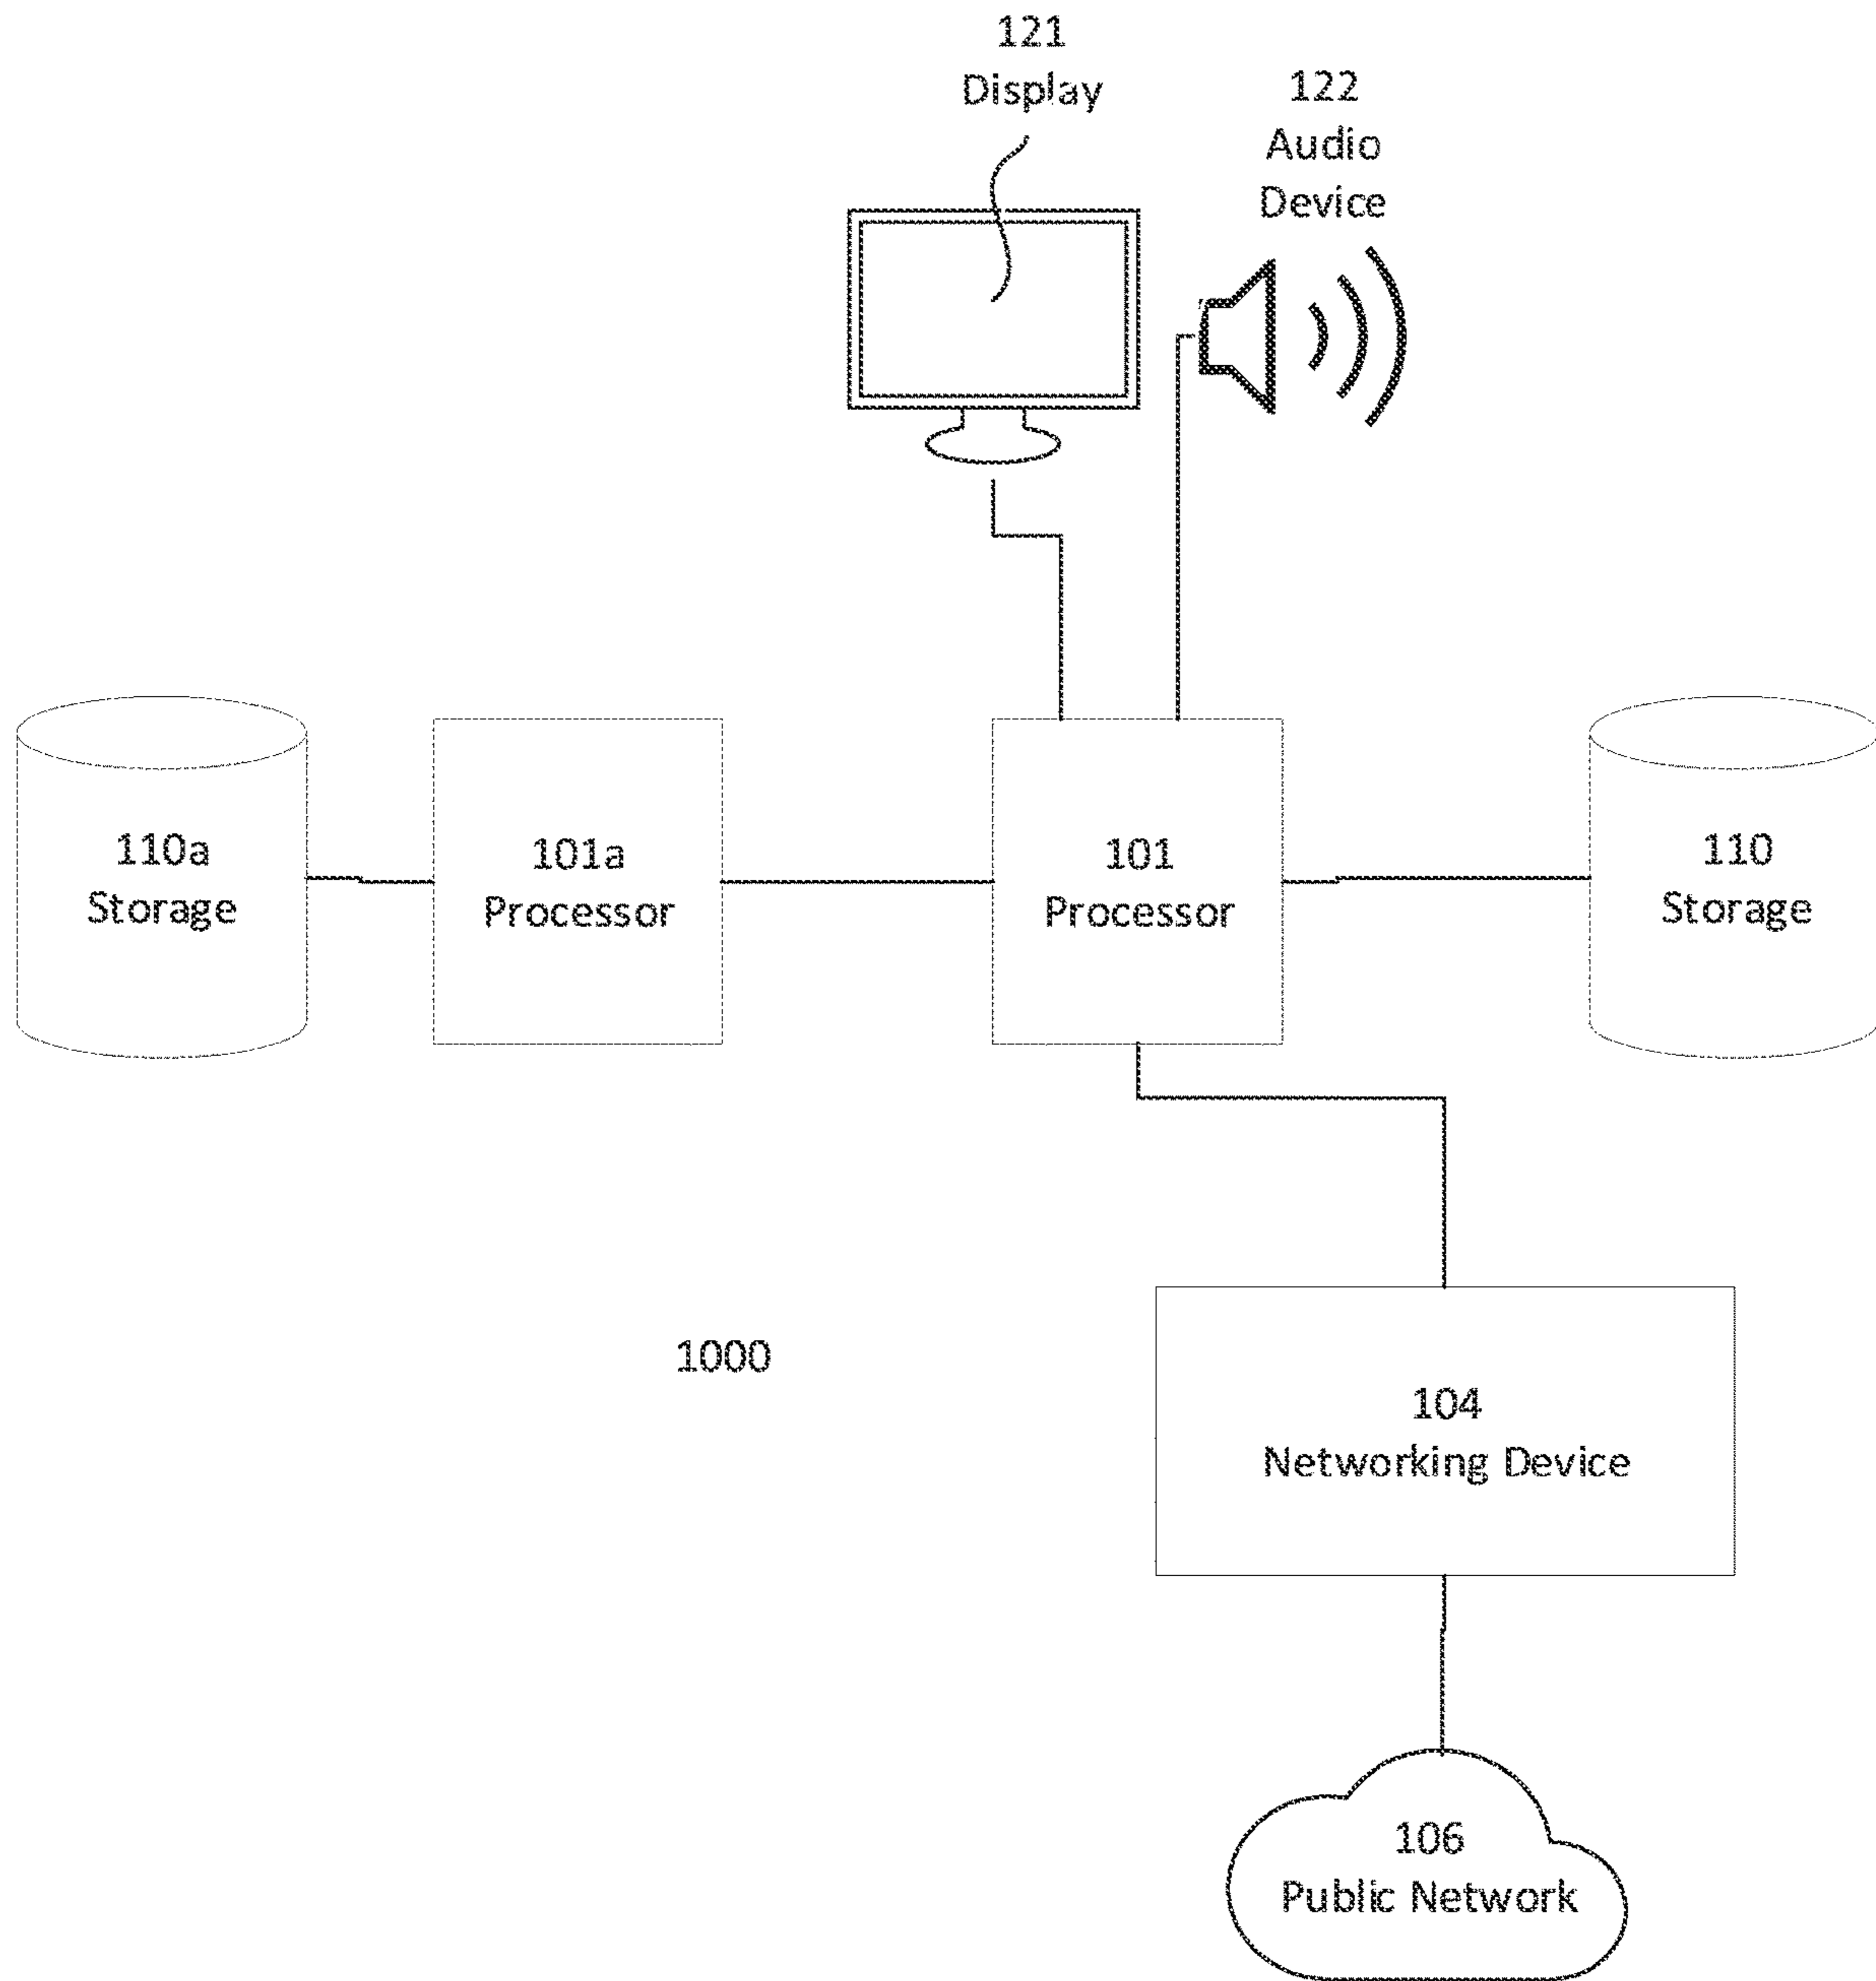 121
Display
122
Audio
Device
110a
Storage
101a
Processor
101
Processor
110
Storage
1000
104
Networking Device
106
Public Network